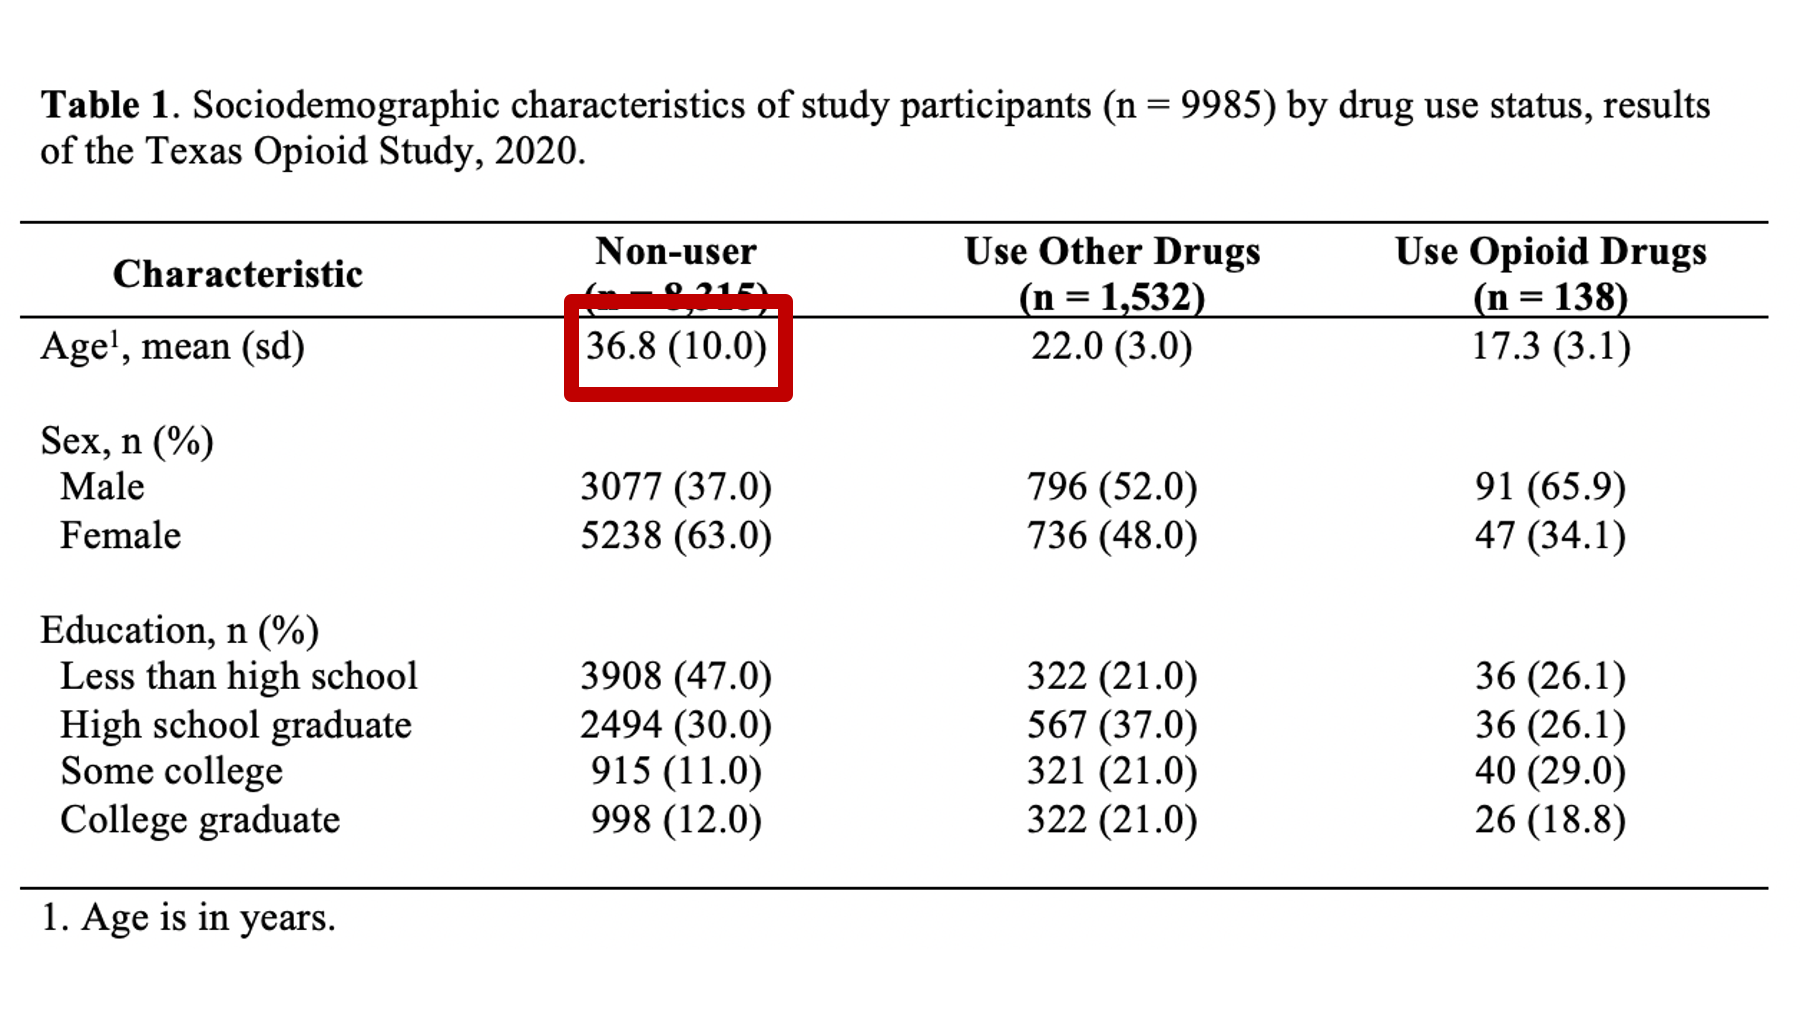 Table 1. Sociodemographic characteristics of study participants (n = 9985) by drug use status, results
of the Texas Opioid Study, 2020.
Characteristic Non-user Use Other Drugs Use Opioid Drugs
(n = 8,315) (n = 1,532) (n = 138)
Age¹, mean (sd) 36.8 (10.0) 22.0 (3.0) 17.3 (3.1)
Sex, n (%)
Male 3077 (37.0) 796 (52.0) 91 (65.9)
Female 5238 (63.0) 736 (48.0) 47 (34.1)
Education, n (%)
Less than high school 3908 (47.0) 322 (21.0) 36 (26.1)
High school graduate 2494 (30.0) 567 (37.0) 36 (26.1)
Some college 915 (11.0) 321 (21.0) 40 (29.0)
College graduate 998 (12.0) 322 (21.0) 26 (18.8)
1. Age is in years.